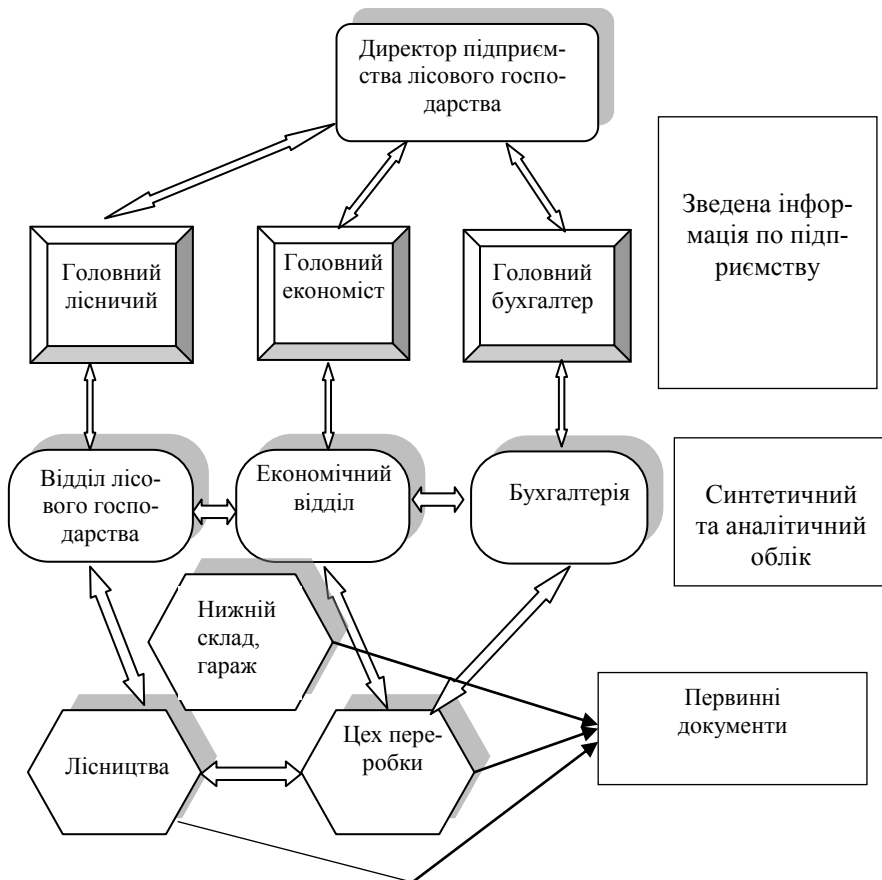 Директор підприєм-
ства лісового госпо-
дарства
Зведена інфор-
мація по підп-
риємству
Головний
лісничий
Головний
економіст
Головний
бухгалтер
Відділ лісо-
вого госпо-
дарства
Економічний
відділ
Бухгалтерія
Синтетичний
та аналітичний
облік
Нижній
склад,
гараж
Первинні
документи
Лісництва
Цех пере-
робки